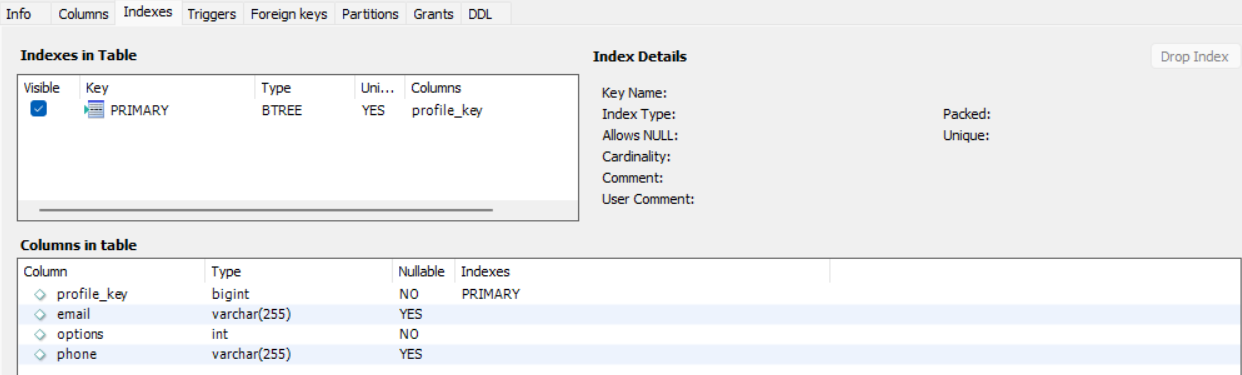 Info Columns Indexes Triggers Foreign keys Partitions Grants DDL
Indexes in Table
Visible Key Type Uni... Columns
PRIMARY BTREE YES profile_key
Index Details
Drop Index
Key Name:
Index Type: Packed:
Allows NULL: Unique:
Cardinality:
Comment:
User Comment:
Columns in table
Column Type Nullable Indexes
profile_key bigint NO PRIMARY
email varchar(255) YES
options int NO
phone varchar(255) YES